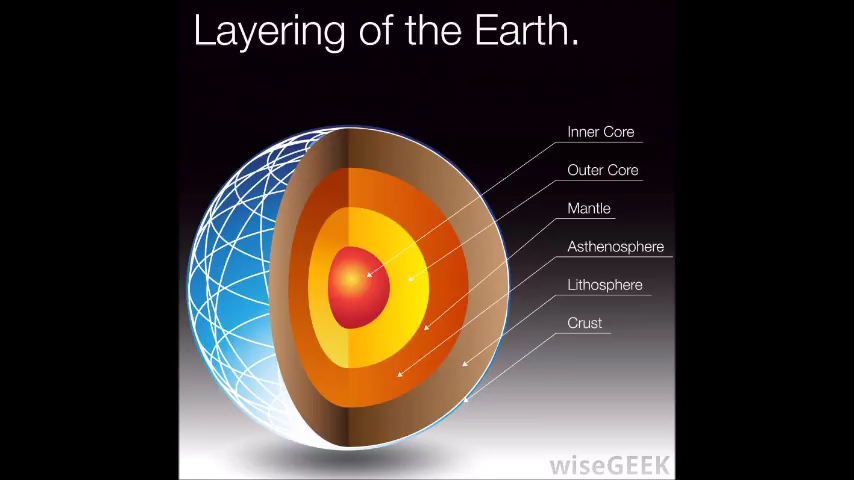 Layering of the Earth.
Inner Core
Outer Core
Mantle
Asthenosphere
Lithosphere
Crust
wiseGEEK